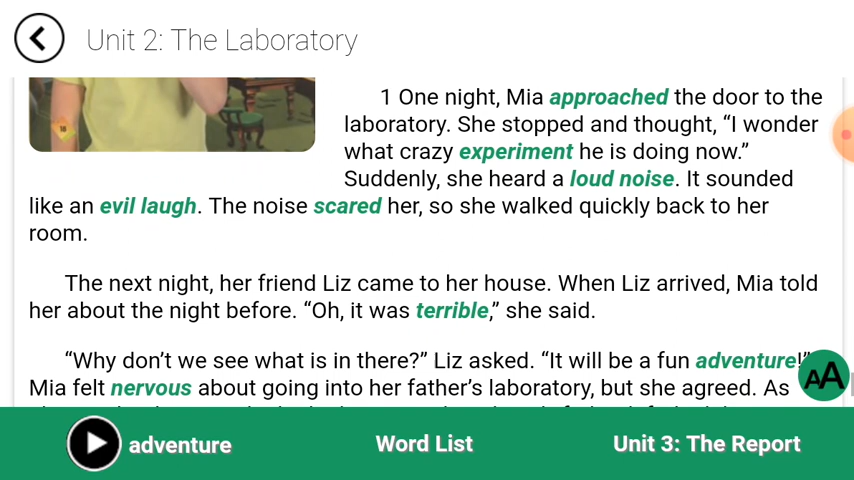 Unit 2: The Laboratory
1 One night, Mia approached the door to the
laboratory. She stopped and thought, “I wonder
what crazy experiment he is doing now.”
Suddenly, she heard a loud noise. It sounded
like an evil laugh. The noise scared her, so she walked quickly back to her
room.
The next night, her friend Liz came to her house. When Liz arrived, Mia told
her about the night before. “Oh, it was terrible,” she said.
“Why don’t we see what is in there?” Liz asked. “It will be a fun adventure!”
Mia felt nervous about going into her father’s laboratory, but she agreed. As
AA
adventure
Word List
Unit 3: The Report